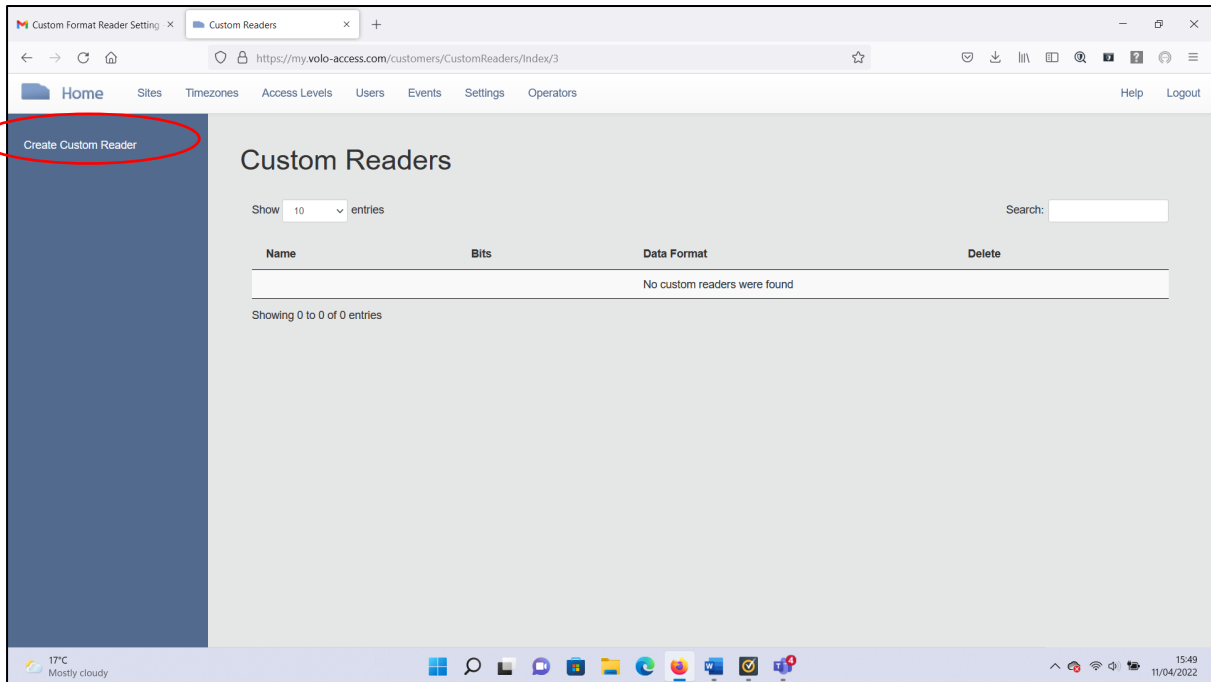 Custom Format Reader Setting
Custom Readers
https://my.volo-access.com/customers/CustomReaders/Index/3
Home Sites Timezones Access Levels Users Events Settings Operators Help Logout
Create Custom Reader
Custom Readers
Show 10 entries Search:
Name Bits Data Format Delete
No custom readers were found
Showing 0 to 0 of 0 entries
17°C
Mostly cloudy
4
15:49
11/04/2022